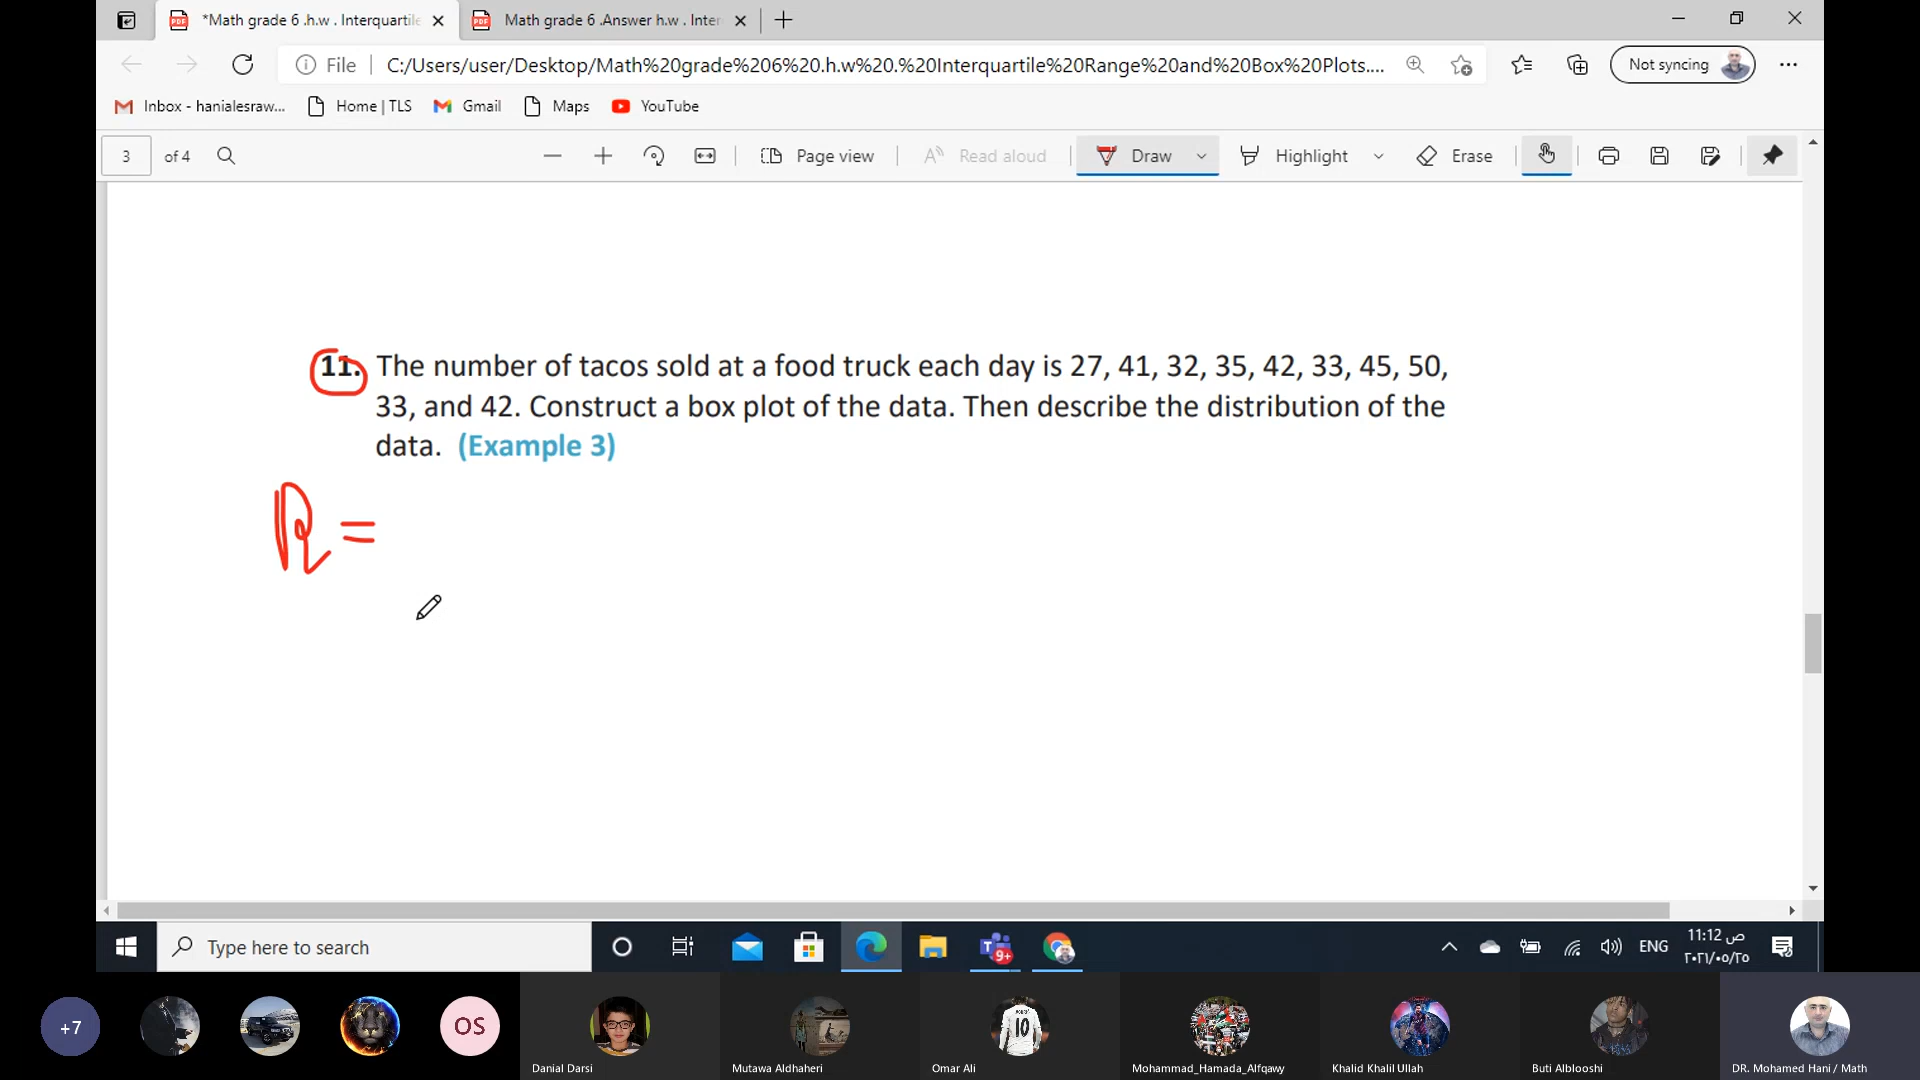 *Math grade 6 .h.w . Interquartile
Math grade 6 .Answer h.w . Inter
File
C:/Users/user/Desktop/Math%20grade%206%20.h.w%20.%20Interquartile%20Range%20and%20Box%20Plots....
Not syncing
Inbox - hanialesraw...
Home | TLS
Gmail
Maps
YouTube
3 of 4
Page view
Read aloud
Draw
Highlight
Erase
11. The number of tacos sold at a food truck each day is 27, 41, 32, 35, 42, 33, 45, 50,
33, and 42. Construct a box plot of the data. Then describe the distribution of the
data. (Example 3)
R =
Type here to search
9+
ENG
11:12 ص
٢٠٢١/٠٥/٢٥
+7
OS
10
Danial Darsi
Mutawa Aldhaheri
Omar Ali
Mohammad_Hamada_Alfqawy
Khalid Khalil Ullah
Buti Alblooshi
DR. Mohamed Hani / Math